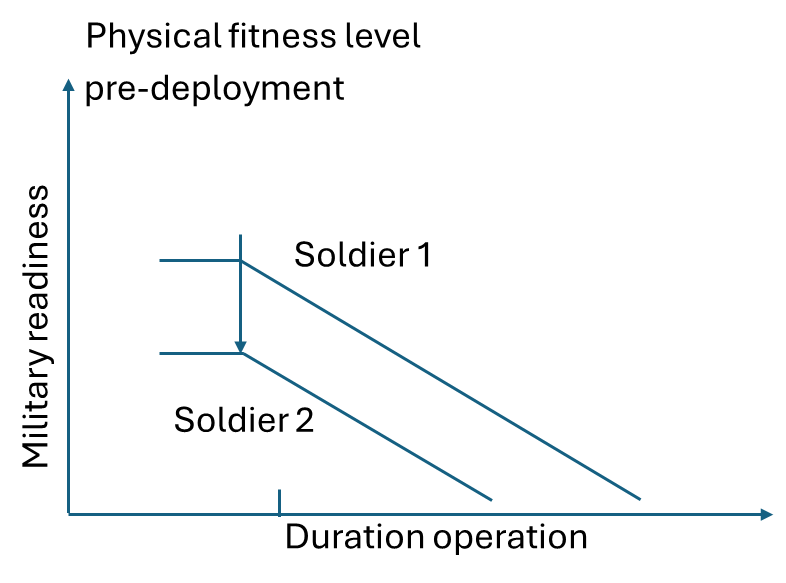 Physical fitness level
pre-deployment
Military readiness
Soldier 1
Soldier 2
Duration operation